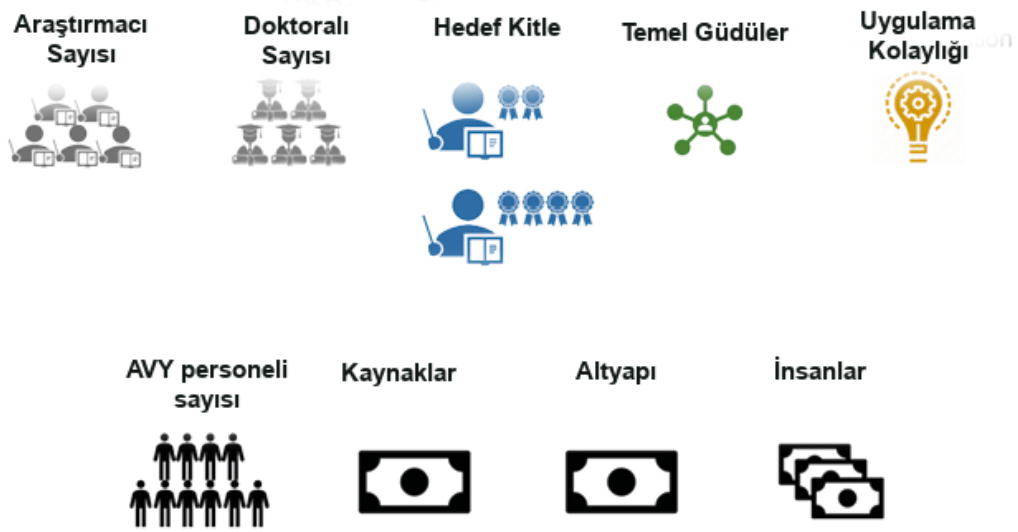 Araştırmacı
Sayısı
Doktoralı
Sayısı
Hedef Kitle
Temel Güdüler
Uygulama
Kolaylığı
AVY personeli
sayısı
Kaynaklar
Altyapı
İnsanlar